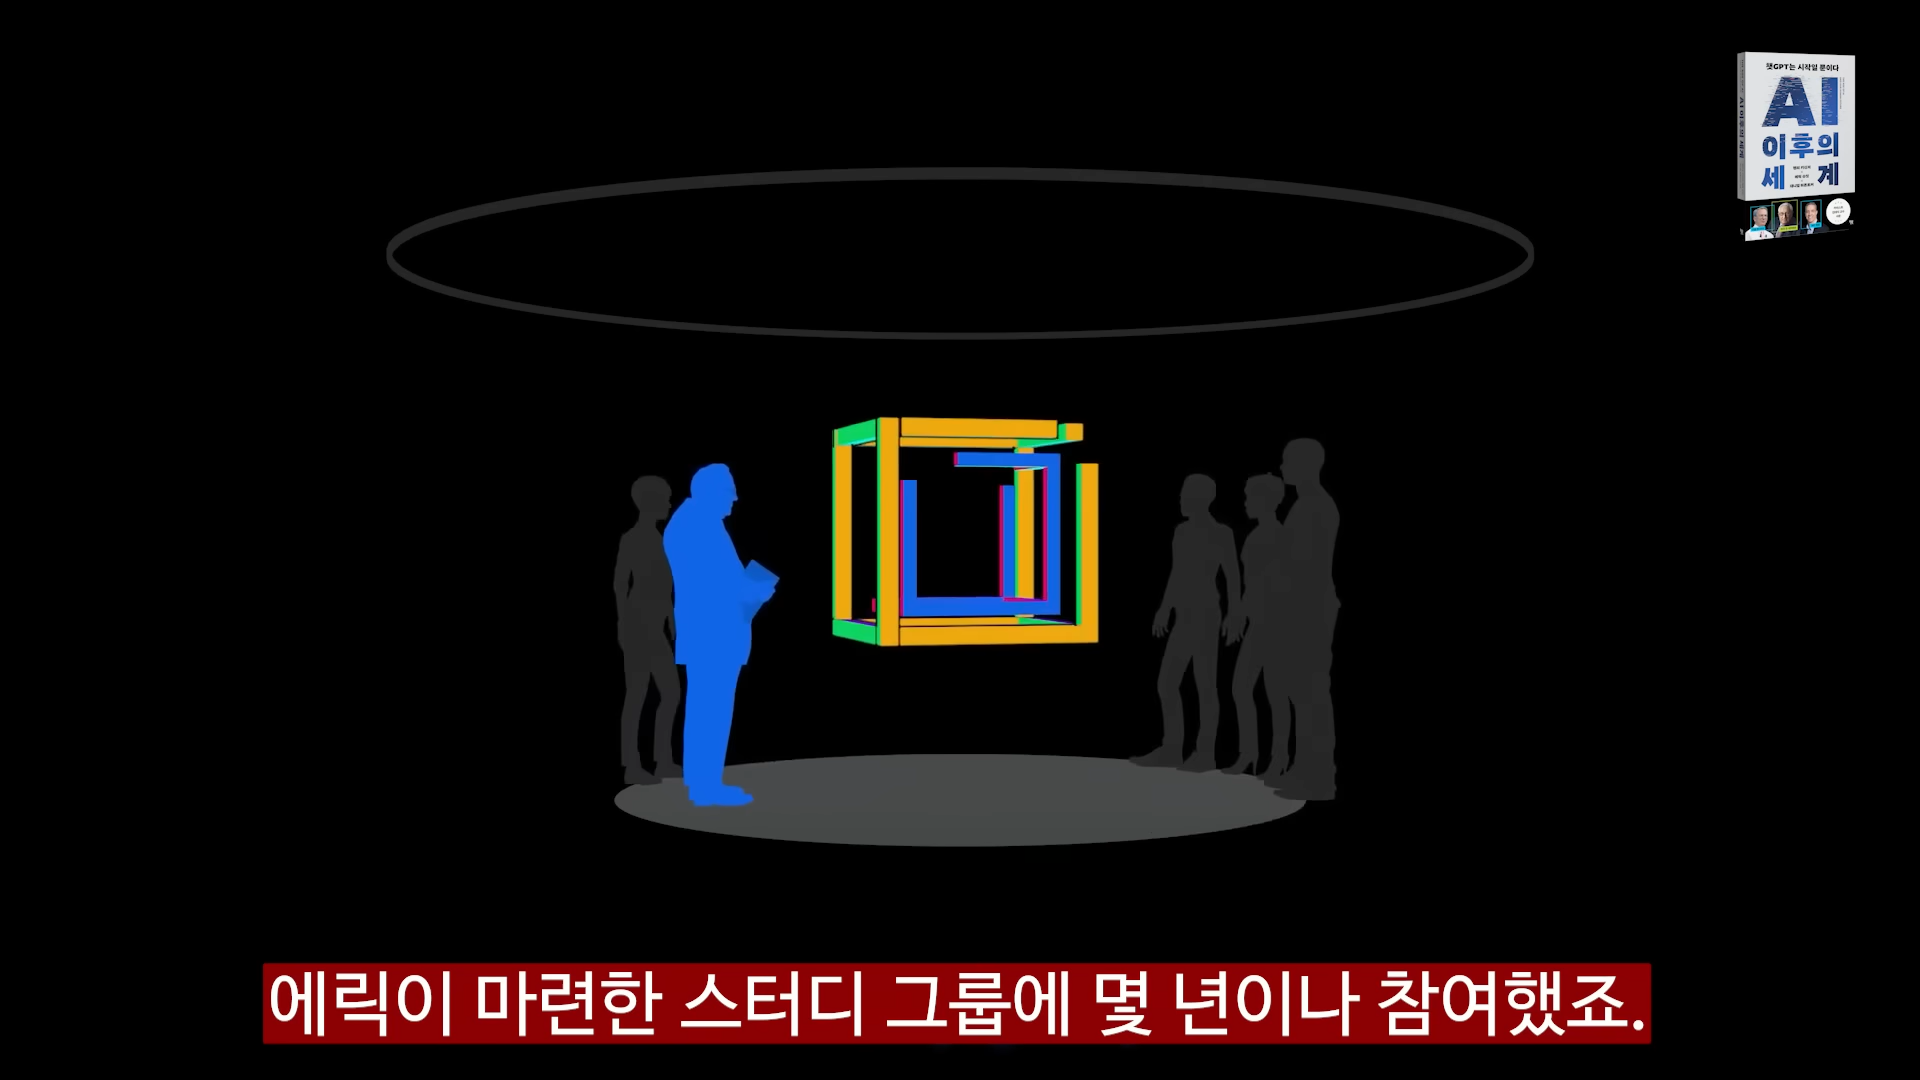 챗GPT는 시작일 뿐이다
AI
이후의
세계
에릭이 마련한 스터디 그룹에 몇 년이나 참여했죠.